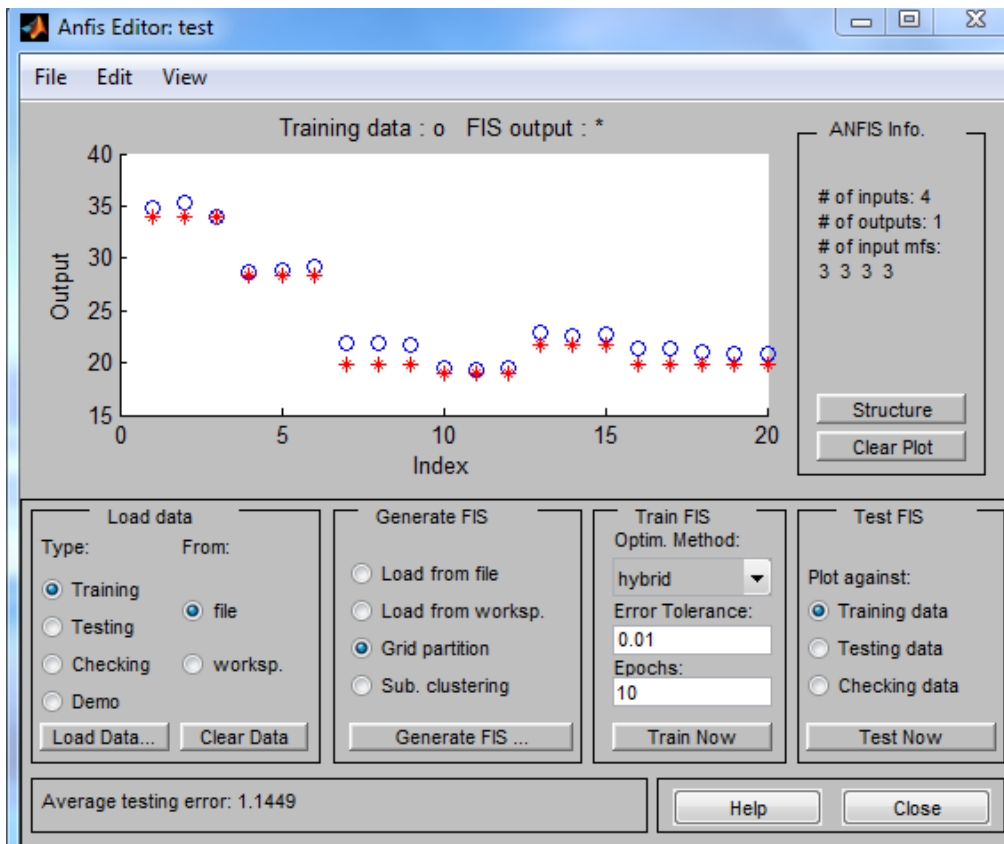 Anfis Editor: test
File Edit View
Training data : o FIS output : *
40
35
30
25
20
15
Output
0 5 10 15 20
Index
ANFIS Info.
# of inputs: 4
# of outputs: 1
# of input mfs:
3 3 3 3
Structure
Clear Plot
Load data
Type: From:
Training
file
Testing
Checking
worksp.
Demo
Load Data... Clear Data
Generate FIS
Load from file
Load from worksp.
Grid partition
Sub. clustering
Generate FIS ...
Train FIS
Optim. Method:
hybrid
Error Tolerance:
0.01
Epochs:
10
Train Now
Test FIS
Plot against:
Training data
Testing data
Checking data
Test Now
Average testing error: 1.1449
Help Close